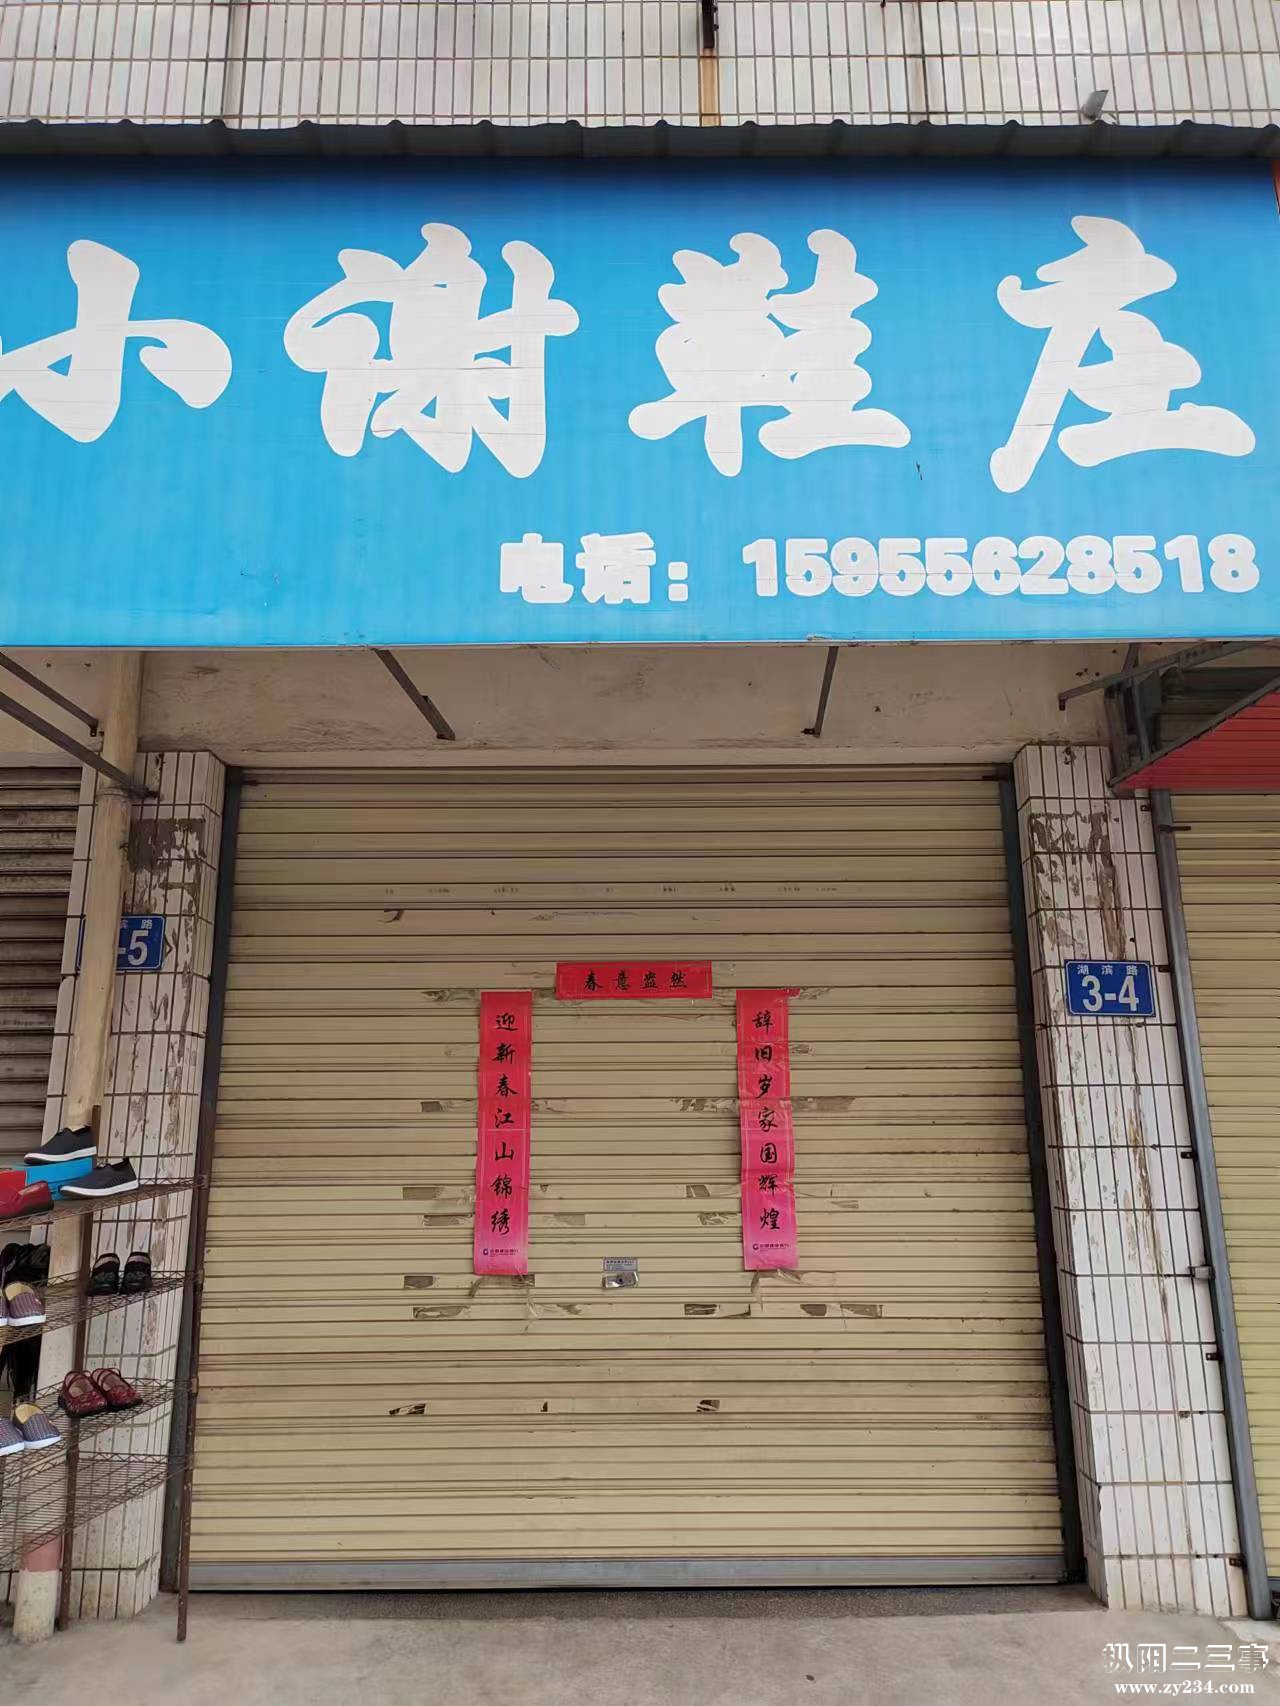 小谢鞋庄
电话：15955628518
滨路
-5
春意盎然
迎新春江山锦绣
辞旧岁家国辉煌
湖滨路
3-4
枞阳二三事
www.zy234.com